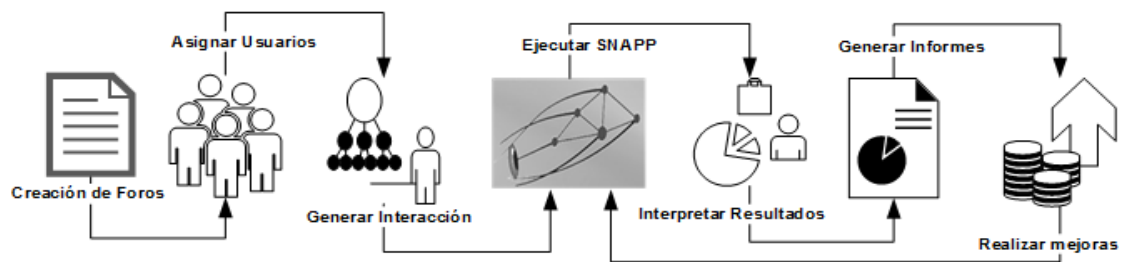 Creación de Foros
Asignar Usuarios
Generar Interacción
Ejecutar SNAPP
Interpretar Resultados
Generar Informes
Realizar mejoras